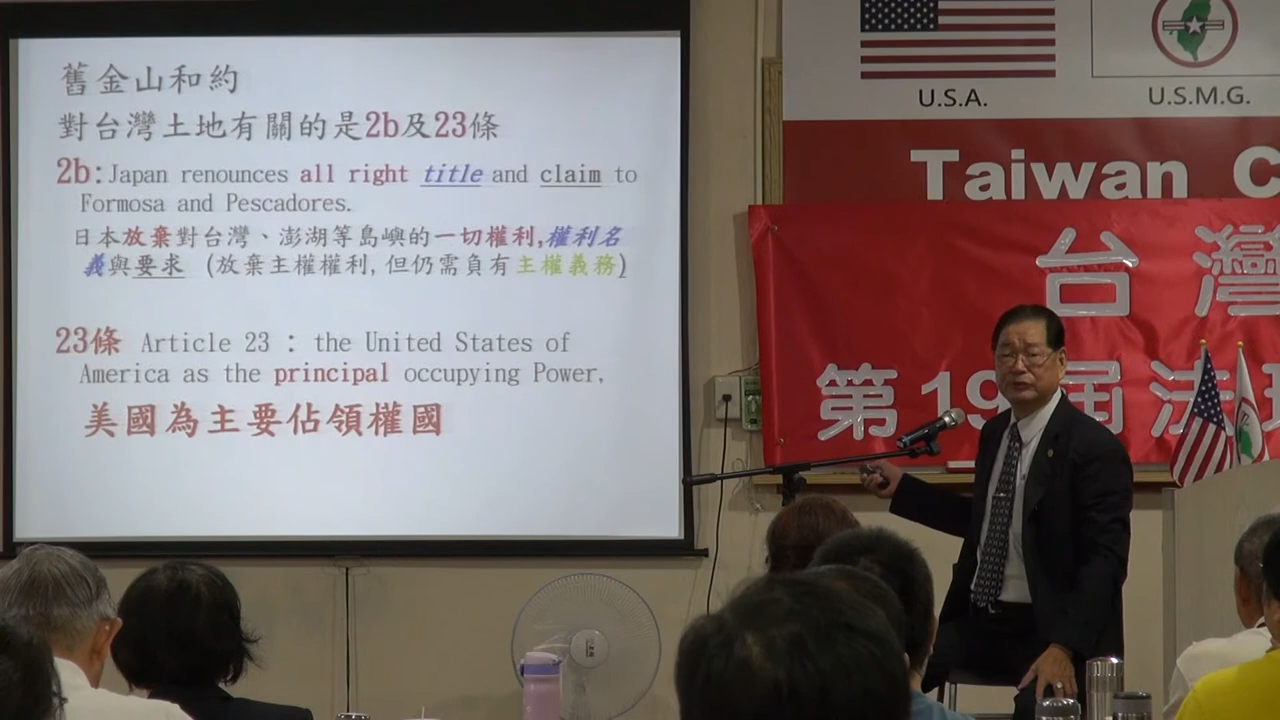 舊金山和約
對台灣土地有關的是2b及23條
2b:Japan renounces all right title and claim to
Formosa and Pescadores.
日本放棄對台灣、澎湖等島嶼的一切權利,權利名
義與要求 (放棄主權權利, 但仍需負有主權義務)
23條 Article 23 : the United States of
America as the principal occupying Power,
美國為主要佔領權國
U.S.A.
U.S.M.G.
Taiwan C
台灣
第19屆法理